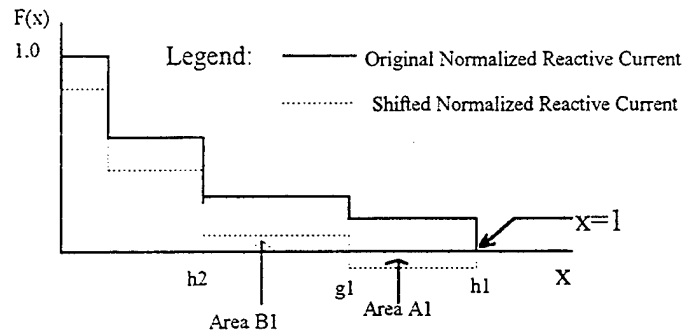 F(x)
1.0
Legend:
Original Normalized Reactive Current
Shifted Normalized Reactive Current
x=1
h2
g1
h1
X
Area B1
Area A1